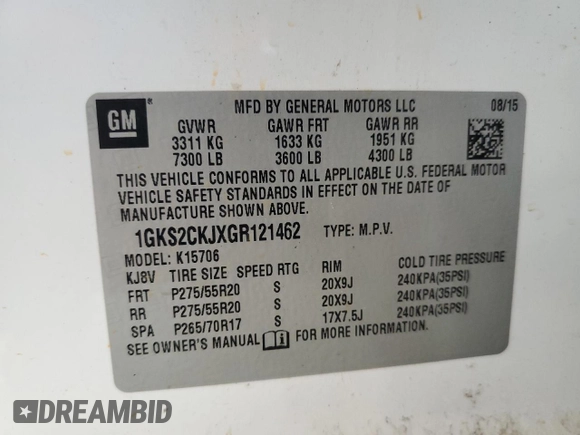 GM
MFD BY GENERAL MOTORS LLC 08/15
GVWR GAWR FRT GAWR RR
3311 KG 1633 KG 1951 KG
7300 LB 3600 LB 4300 LB
THIS VEHICLE CONFORMS TO ALL APPLICABLE U.S. FEDERAL MOTOR
VEHICLE SAFETY STANDARDS IN EFFECT ON THE DATE OF
MANUFACTURE SHOWN ABOVE.
1GKS2CKJXGR121462 TYPE: M.P.V.
MODEL: K15706
KJ8V TIRE SIZE SPEED RTG RIM COLD TIRE PRESSURE
FRT P275/55R20 S 20X9J 240KPA(35PSI)
RR P275/55R20 S 20X9J 240KPA(35PSI)
SPA P265/70R17 S 17X7.5J 240KPA(35PSI)
SEE OWNER'S MANUAL FOR MORE INFORMATION.
DREAMBID